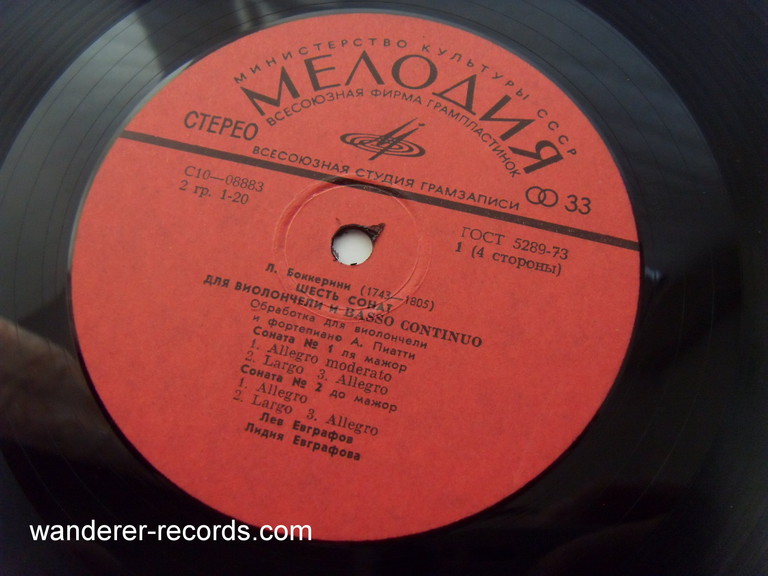 МИНИСТЕРСТВО КУЛЬТУРЫ СССР
МЕЛОДИЯ
ВСЕСОЮЗНАЯ ФИРМА ГРАМПЛАСТИНОК
СТЕРЕО
ВСЕСОЮЗНАЯ СТУДИЯ ГРАМЗАПИСИ
33
С10—08883
2 гр. 1-20
ГОСТ 5289-73
1 (4 стороны)
Л. Боккерини (1743—1805)
ШЕСТЬ СОНАТ
ДЛЯ ВИОЛОНЧЕЛИ И BASSO CONTINUO
Обработка для виолончели
и фортепиано А. Пиатти
Соната № 1 ля мажор
1. Allegro moderato
2. Largo 3. Allegro
Соната № 2 до мажор
1. Allegro
2. Largo 3. Allegro
Лев Евграфов
Лидия Евграфова
wanderer-records.com